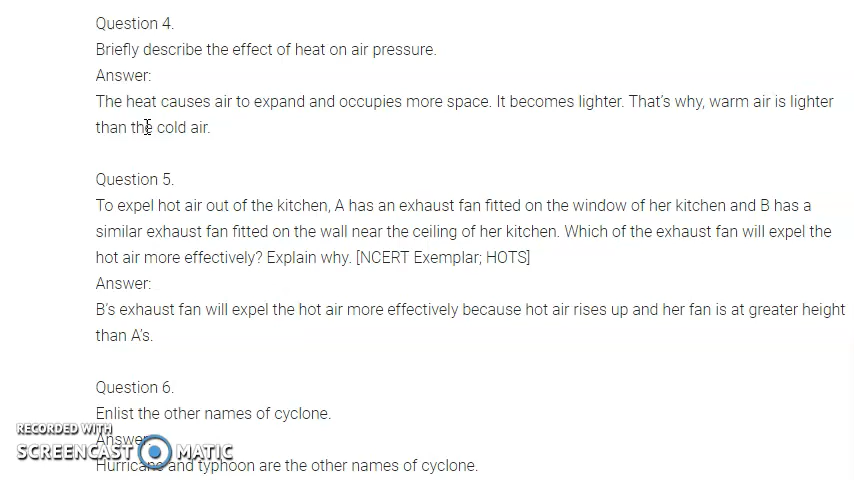 Question 4.
Briefly describe the effect of heat on air pressure.
Answer:
The heat causes air to expand and occupies more space. It becomes lighter. That's why, warm air is lighter
than the cold air.
Question 5.
To expel hot air out of the kitchen, A has an exhaust fan fitted on the window of her kitchen and B has a
similar exhaust fan fitted on the wall near the ceiling of her kitchen. Which of the exhaust fan will expel the
hot air more effectively? Explain why. [NCERT Exemplar; HOTS]
Answer:
B's exhaust fan will expel the hot air more effectively because hot air rises up and her fan is at greater height
than A's.
Question 6.
Enlist the other names of cyclone.
RECORDED WITH
Answer:
SCREENCAST MATIC
Hurricane and typhoon are the other names of cyclone.